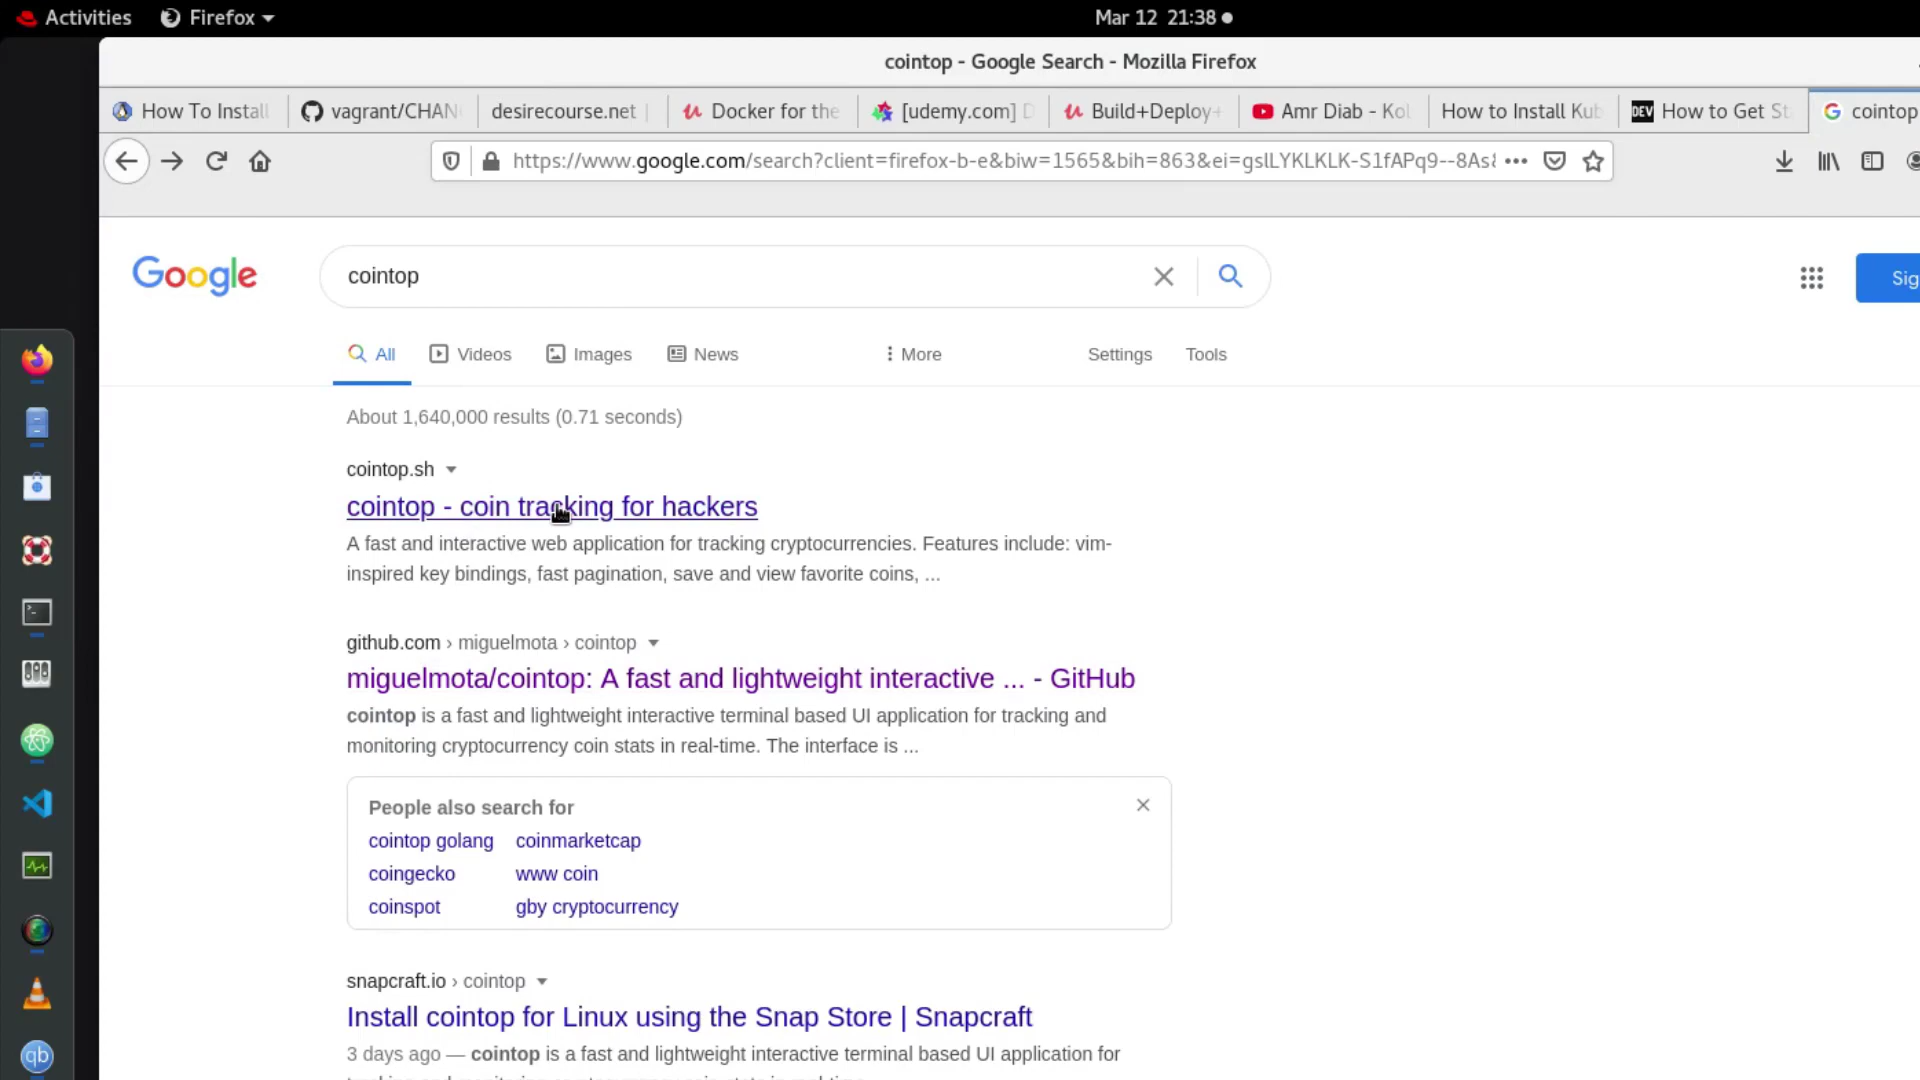 Activities Firefox Mar 12 21:38
cointop - Google Search - Mozilla Firefox
How To Install vagrant/CHAN desirecourse.net Docker for the [udemy.com] D Build+Deploy+ Amr Diab - Kol How to Install Kub DEV How to Get St cointop
https://www.google.com/search?client=firefox-b-e&biw=1565&bih=863&ei=gslLYKLKLK-S1fAPq9--8As
Google cointop Sig
All Videos Images News More Settings Tools
About 1,640,000 results (0.71 seconds)
cointop.sh
cointop - coin tracking for hackers
A fast and interactive web application for tracking cryptocurrencies. Features include: vim-
inspired key bindings, fast pagination, save and view favorite coins, ...
github.com › miguelmota › cointop
miguelmota/cointop: A fast and lightweight interactive ... - GitHub
cointop is a fast and lightweight interactive terminal based UI application for tracking and
monitoring cryptocurrency coin stats in real-time. The interface is ...
People also search for
cointop golang coinmarketcap
coingecko www coin
coinspot gby cryptocurrency
snapcraft.io › cointop
Install cointop for Linux using the Snap Store | Snapcraft
3 days ago — cointop is a fast and lightweight interactive terminal based UI application for
qb